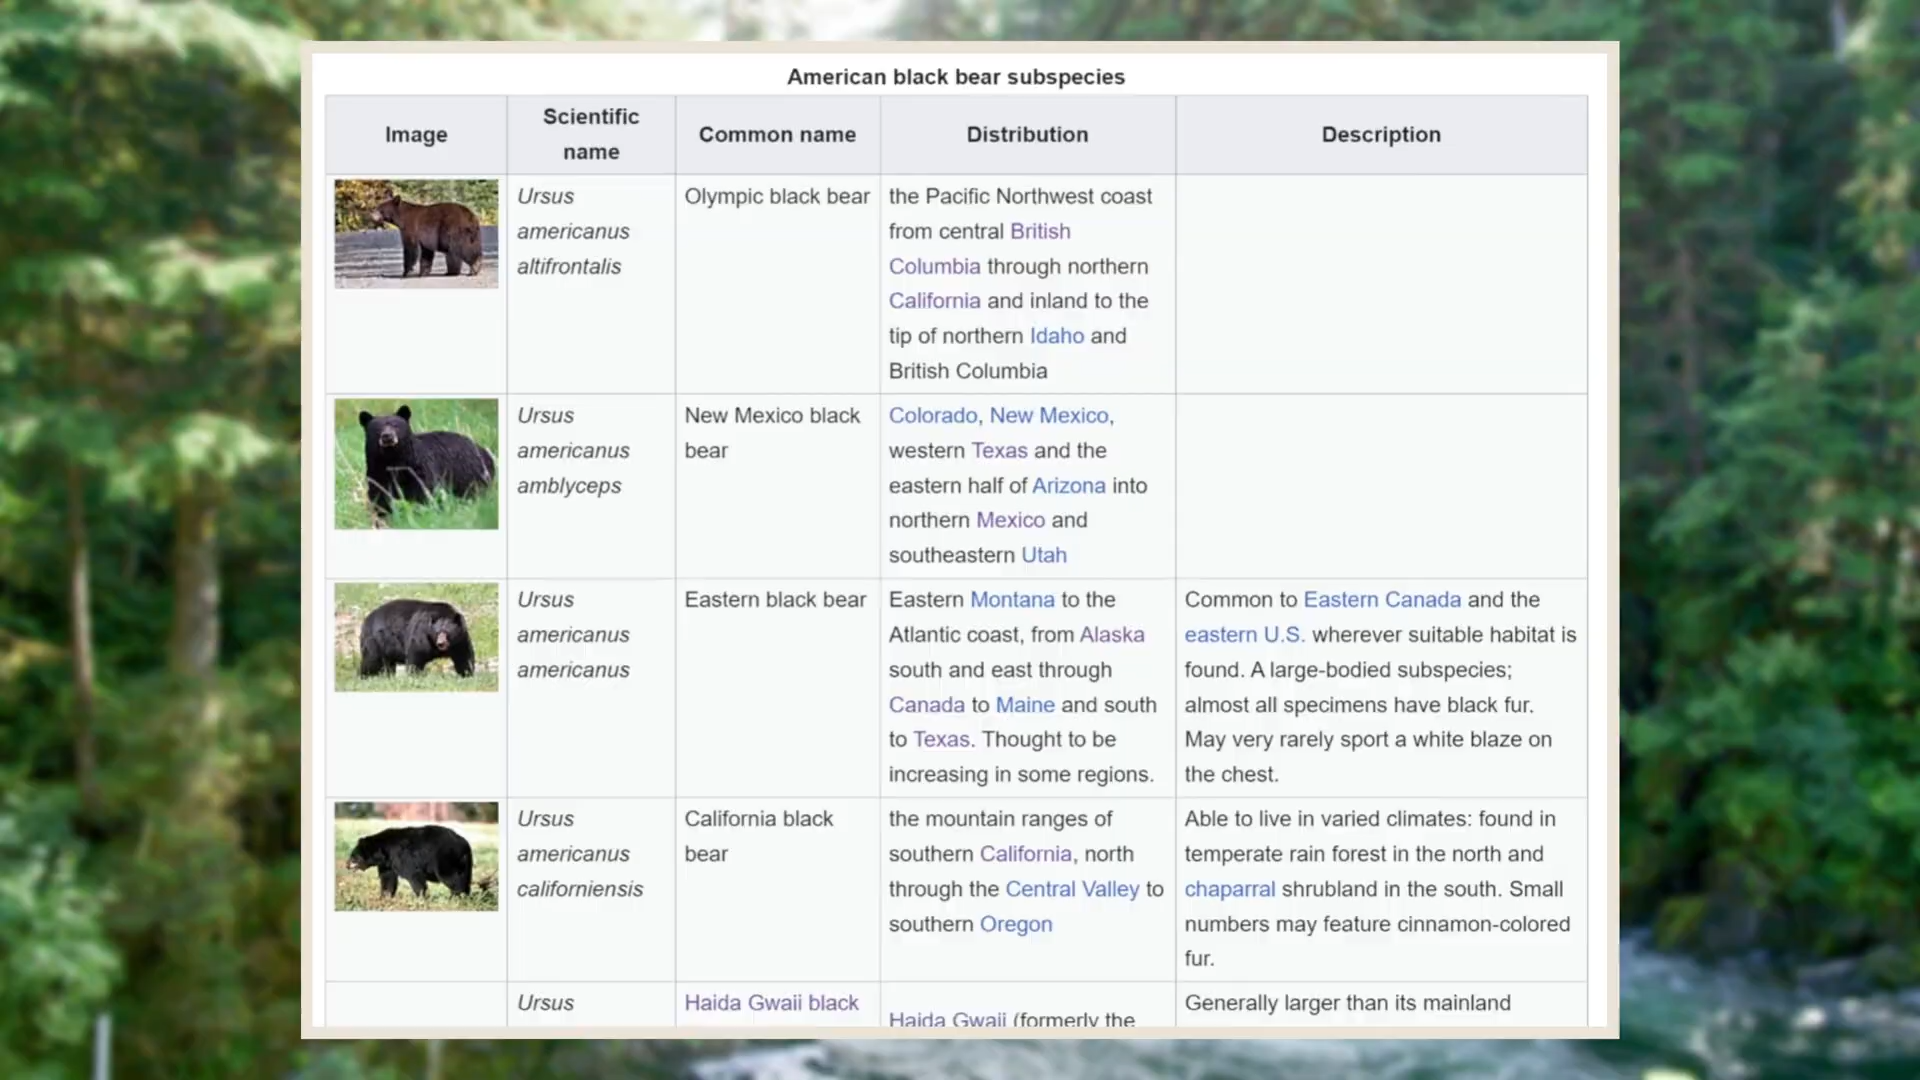 American black bear subspecies
Image
Scientific
name
Common name
Distribution
Description
Ursus
americanus
altifrontalis
Olympic black bear
the Pacific Northwest coast
from central British
Columbia through northern
California and inland to the
tip of northern Idaho and
British Columbia
Ursus
americanus
amblyceps
New Mexico black
bear
Colorado, New Mexico,
western Texas and the
eastern half of Arizona into
northern Mexico and
southeastern Utah
Ursus
americanus
americanus
Eastern black bear
Eastern Montana to the
Atlantic coast, from Alaska
south and east through
Canada to Maine and south
to Texas. Thought to be
increasing in some regions.
Common to Eastern Canada and the
eastern U.S. wherever suitable habitat is
found. A large-bodied subspecies;
almost all specimens have black fur.
May very rarely sport a white blaze on
the chest.
Ursus
americanus
californiensis
California black
bear
the mountain ranges of
southern California, north
through the Central Valley to
southern Oregon
Able to live in varied climates: found in
temperate rain forest in the north and
chaparral shrubland in the south. Small
numbers may feature cinnamon-colored
fur.
Ursus
Haida Gwaii black
Haida Gwaii (formerly the
Generally larger than its mainland